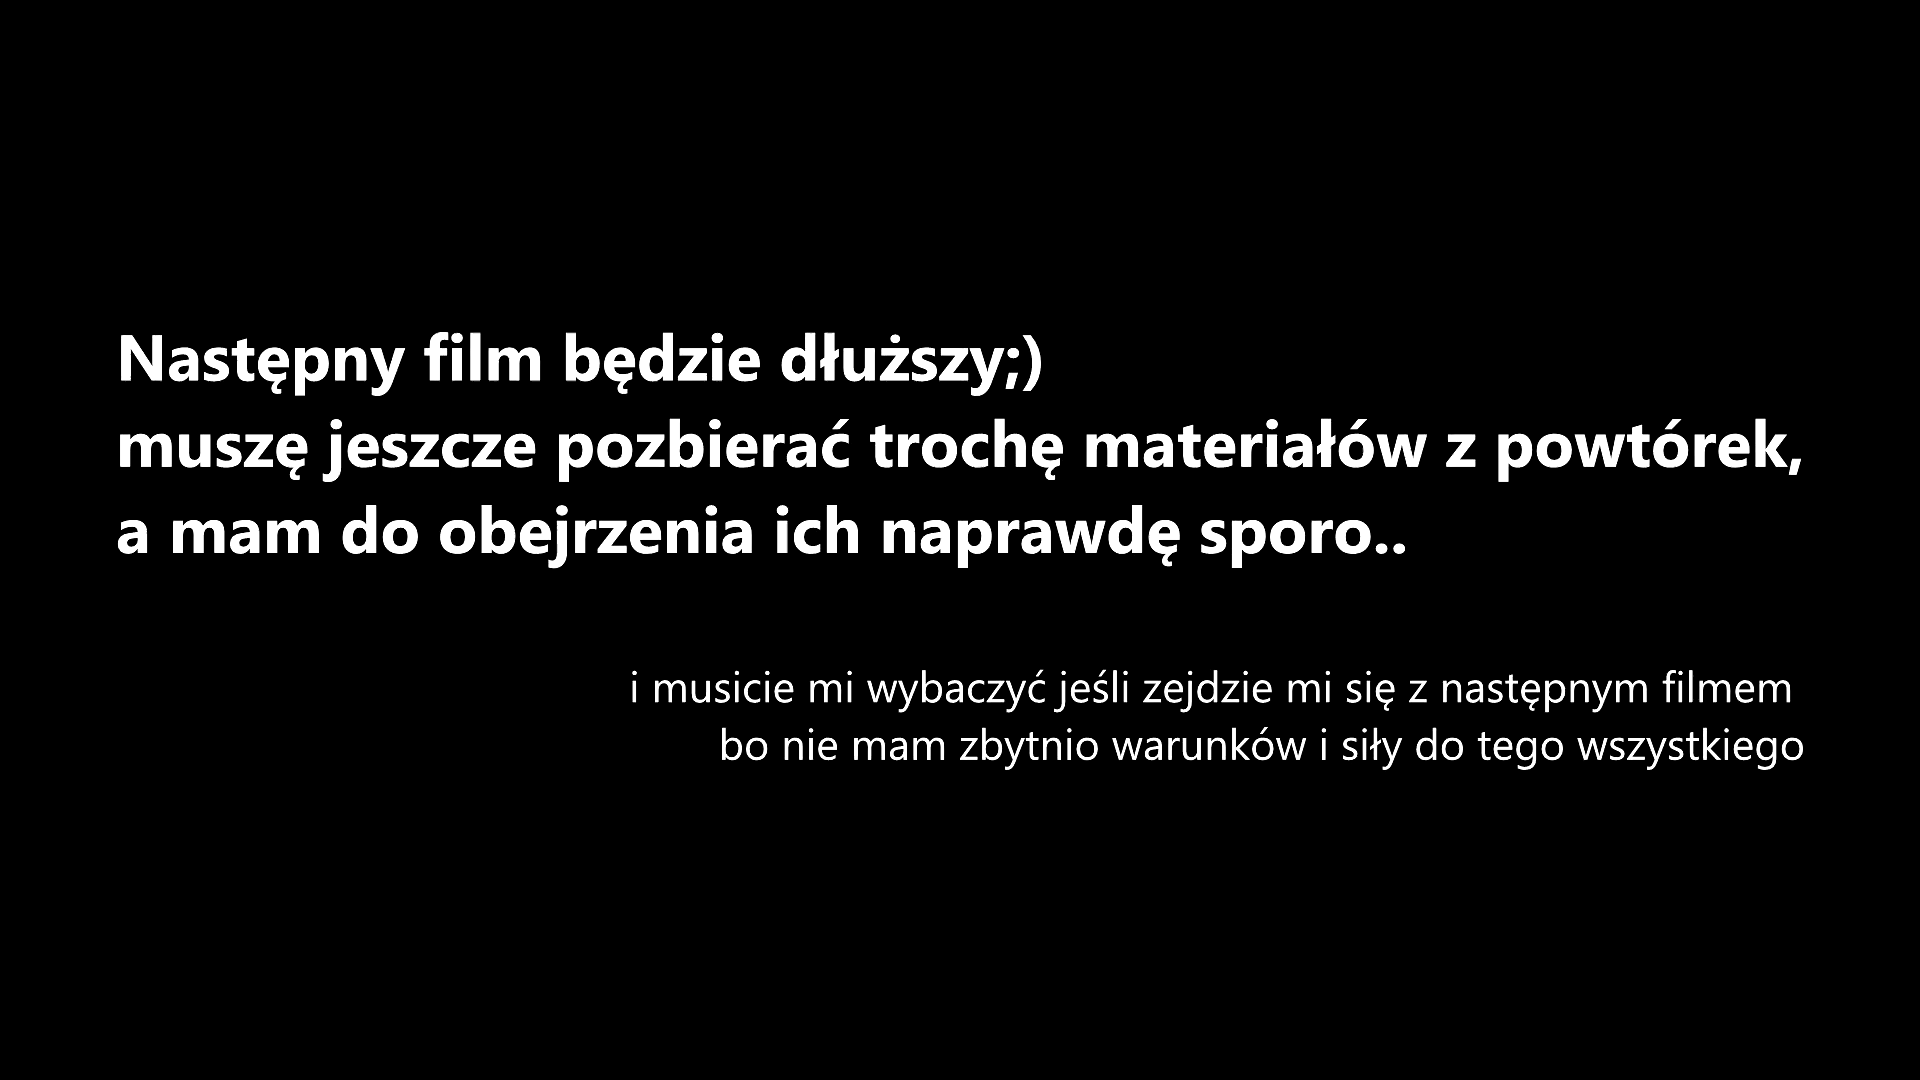 Następny film będzie dłuższy;)
muszę jeszcze pozbierać trochę materiałów z powtórek,
a mam do obejrzenia ich naprawdę sporo..
i musicie mi wybaczyć jeśli zejdzie mi się z następnym filmem
bo nie mam zbytnio warunków i siły do tego wszystkiego